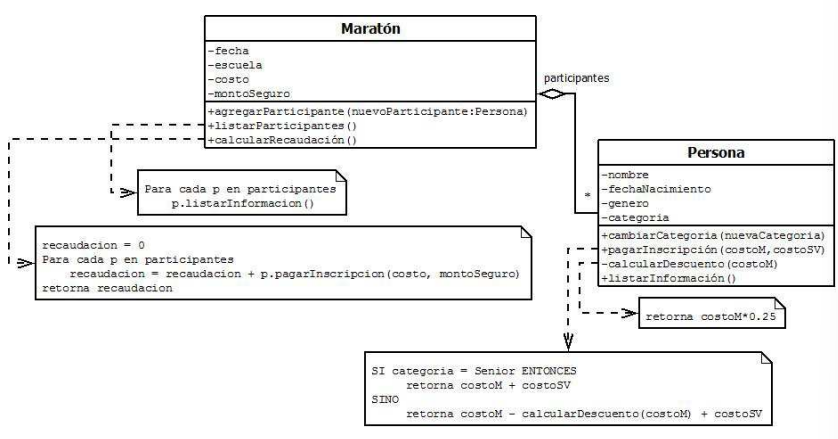 Maratón
-fecha
-escuela
-costo
-montoSeguro
+agregarParticipante(nuevoParticipante:Persona)
+listarParticipantes()
+calcularRecaudación()
participantes
*
Persona
-nombre
-fechaNacimiento
-genero
-categoria
+cambiarCategoria(nuevaCategoria)
+pagarInscripción(costoM,costoSV)
-calcularDescuento(costoM)
+listarInformación()
Para cada p en participantes
p.listarInformacion()
recaudacion = 0
Para cada p en participantes
recaudacion = recaudacion + p.pagarInscripcion(costo, montoSeguro)
retorna recaudacion
retorna costoM*0.25
SI categoria = Senior ENTONCES
retorna costoM + costoSV
SINO
retorna costoM - calcularDescuento(costoM) + costoSV